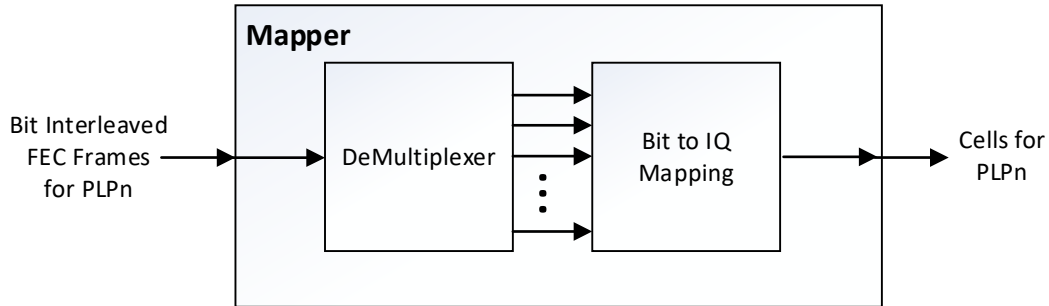 Mapper
Bit Interleaved
FEC Frames
for PLPn
DeMultiplexer
Bit to IQ
Mapping
Cells for
PLPn